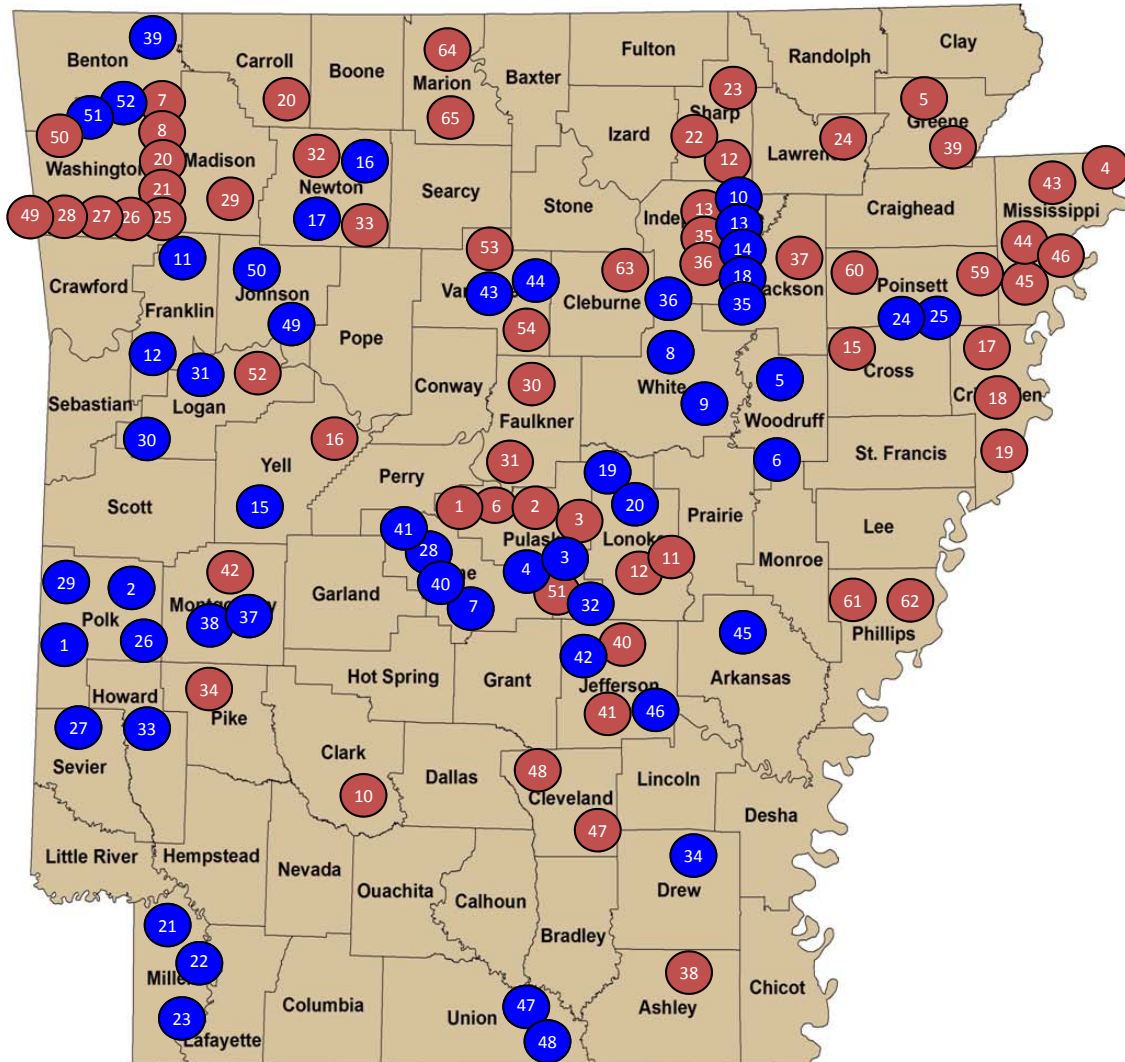 39
Benton
Carroll
Boone
64
Marion
Baxter
Fulton
Randolph
Clay
52
51
7
20
65
23
Sharp
5
Greene
50
8
Washington
20
Madison
32
16
Newton
Izard
22
12
24
39
4
43
Mississippi
21
29
Searcy
Stone
13
10
Craighead
49
28
27
26
25
17
33
35
13
44
46
11
50
53
36
14
37
Crawford
Johnson
43
44
63
Cleburne
18
60
Poinsett
59
45
Franklin
49
36
35
24
25
Pope
54
12
31
52
8
15
17
Conway
30
White
5
Cross
Sebastian
Logan
9
Woodruff
18
Faulkner
30
16
31
6
St. Francis
19
Yell
Perry
19
Scott
15
1
6
2
3
20
Prairie
Lee
41
28
Monroe
29
2
42
Garland
40
4
3
51
12
11
61
62
Polk
38
37
7
32
Phillips
1
26
42
40
45
Howard
34
Pike
Hot Spring
Grant
Jefferson
Arkansas
27
33
41
46
Sevier
Clark
Dallas
48
Cleveland
Lincoln
10
47
Desha
Little River
Hempstead
Nevada
Ouachita
Calhoun
34
Drew
21
Bradley
22
38
Columbia
Union
47
Ashley
Chicot
23
Lafayette
48